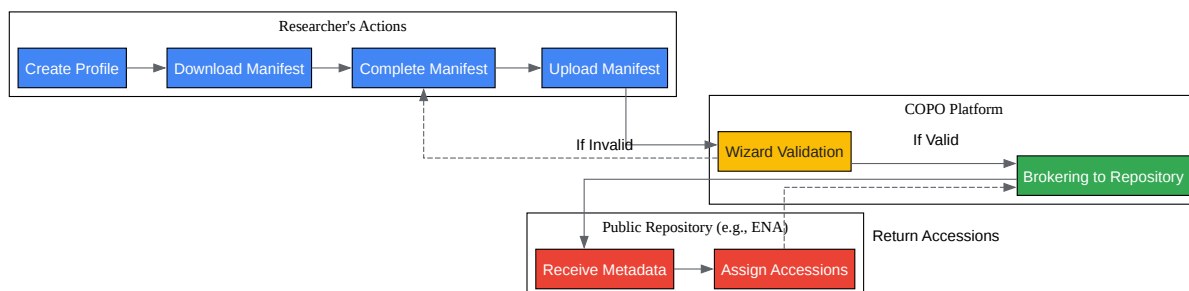 Researcher's Actions
Create Profile
Download Manifest
Complete Manifest
Upload Manifest
COPO Platform
If Invalid
Wizard Validation
If Valid
Brokering to Repository
Public Repository (e.g., ENA)
Return Accessions
Receive Metadata
Assign Accessions